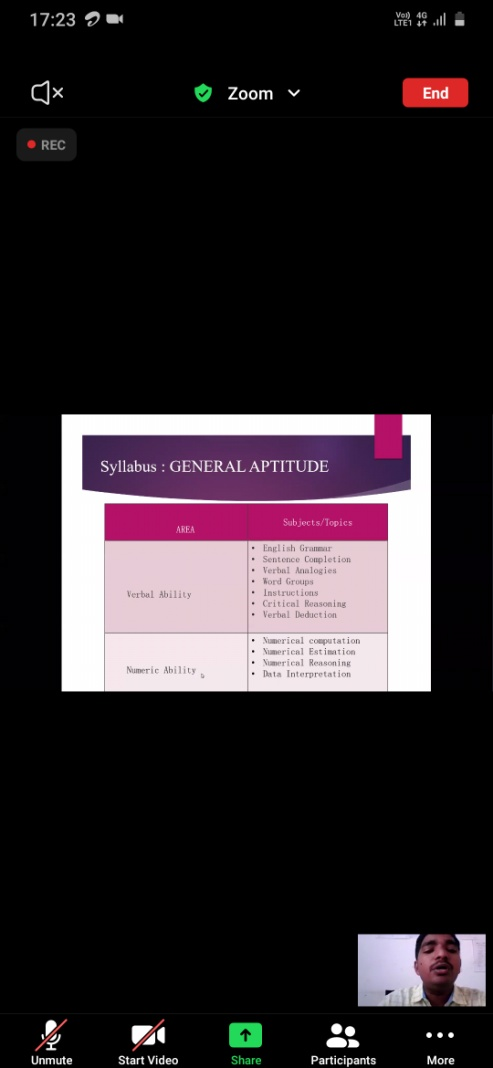 17:23
Vo)) 4G
LTE1
Zoom
End
REC
Syllabus : GENERAL APTITUDE
AREA
Subjects/Topics
Verbal Ability
• English Grammar
• Sentence Completion
• Verbal Analogies
• Word Groups
• Instructions
• Critical Reasoning
• Verbal Deduction
Numeric Ability
• Numerical computation
• Numerical Estimation
• Numerical Reasoning
• Data Interpretation
Unmute
Start Video
Share
Participants
More